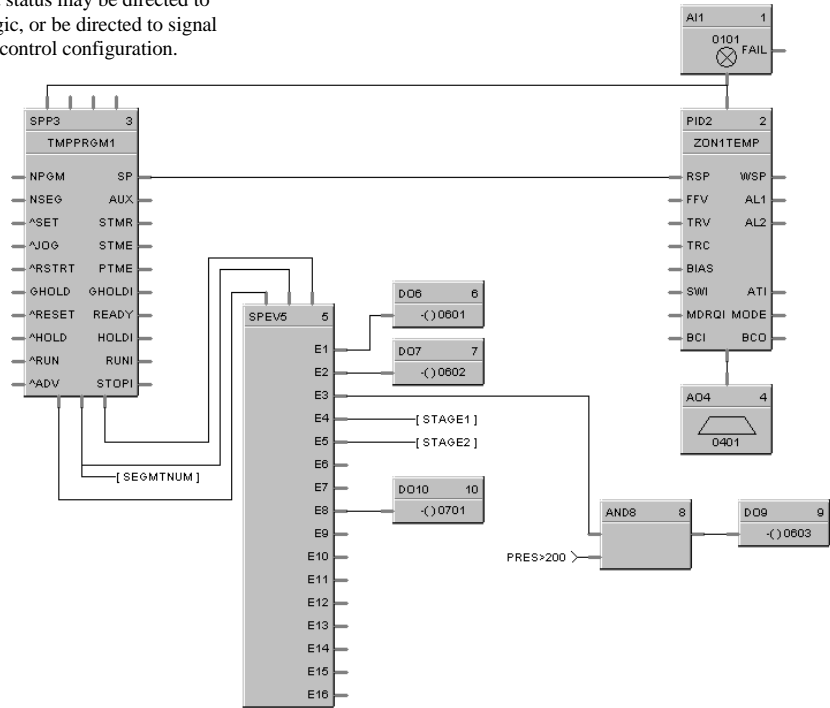 status may be directed to
gic, or be directed to signal
control configuration.
AI1 1
0101
FAIL
SPP3 3
TMPPRGM1
NPGM SP
NSEG AUX
^SET STMR
^JOG STME
^RSTRT PTME
GHOLD GHOLDI
^RESET READY
^HOLD HOLDI
^RUN RUNI
^ADV STOPI
PID2 2
ZON1TEMP
RSP WSP
FFV AL1
TRV AL2
TRC
BIAS
SWI ATI
MDRQI MODE
BCI BCO
AO4 4
0401
[ SEGMTNUM ]
SPEV5 5
E1
E2
E3
E4
E5
E6
E7
E8
E9
E10
E11
E12
E13
E14
E15
E16
DO6 6
-( ) 0601
DO7 7
-( ) 0602
[ STAGE1 ]
[ STAGE2 ]
DO10 10
-( ) 0701
AND8 8
PRES>200
DO9 9
-( ) 0603